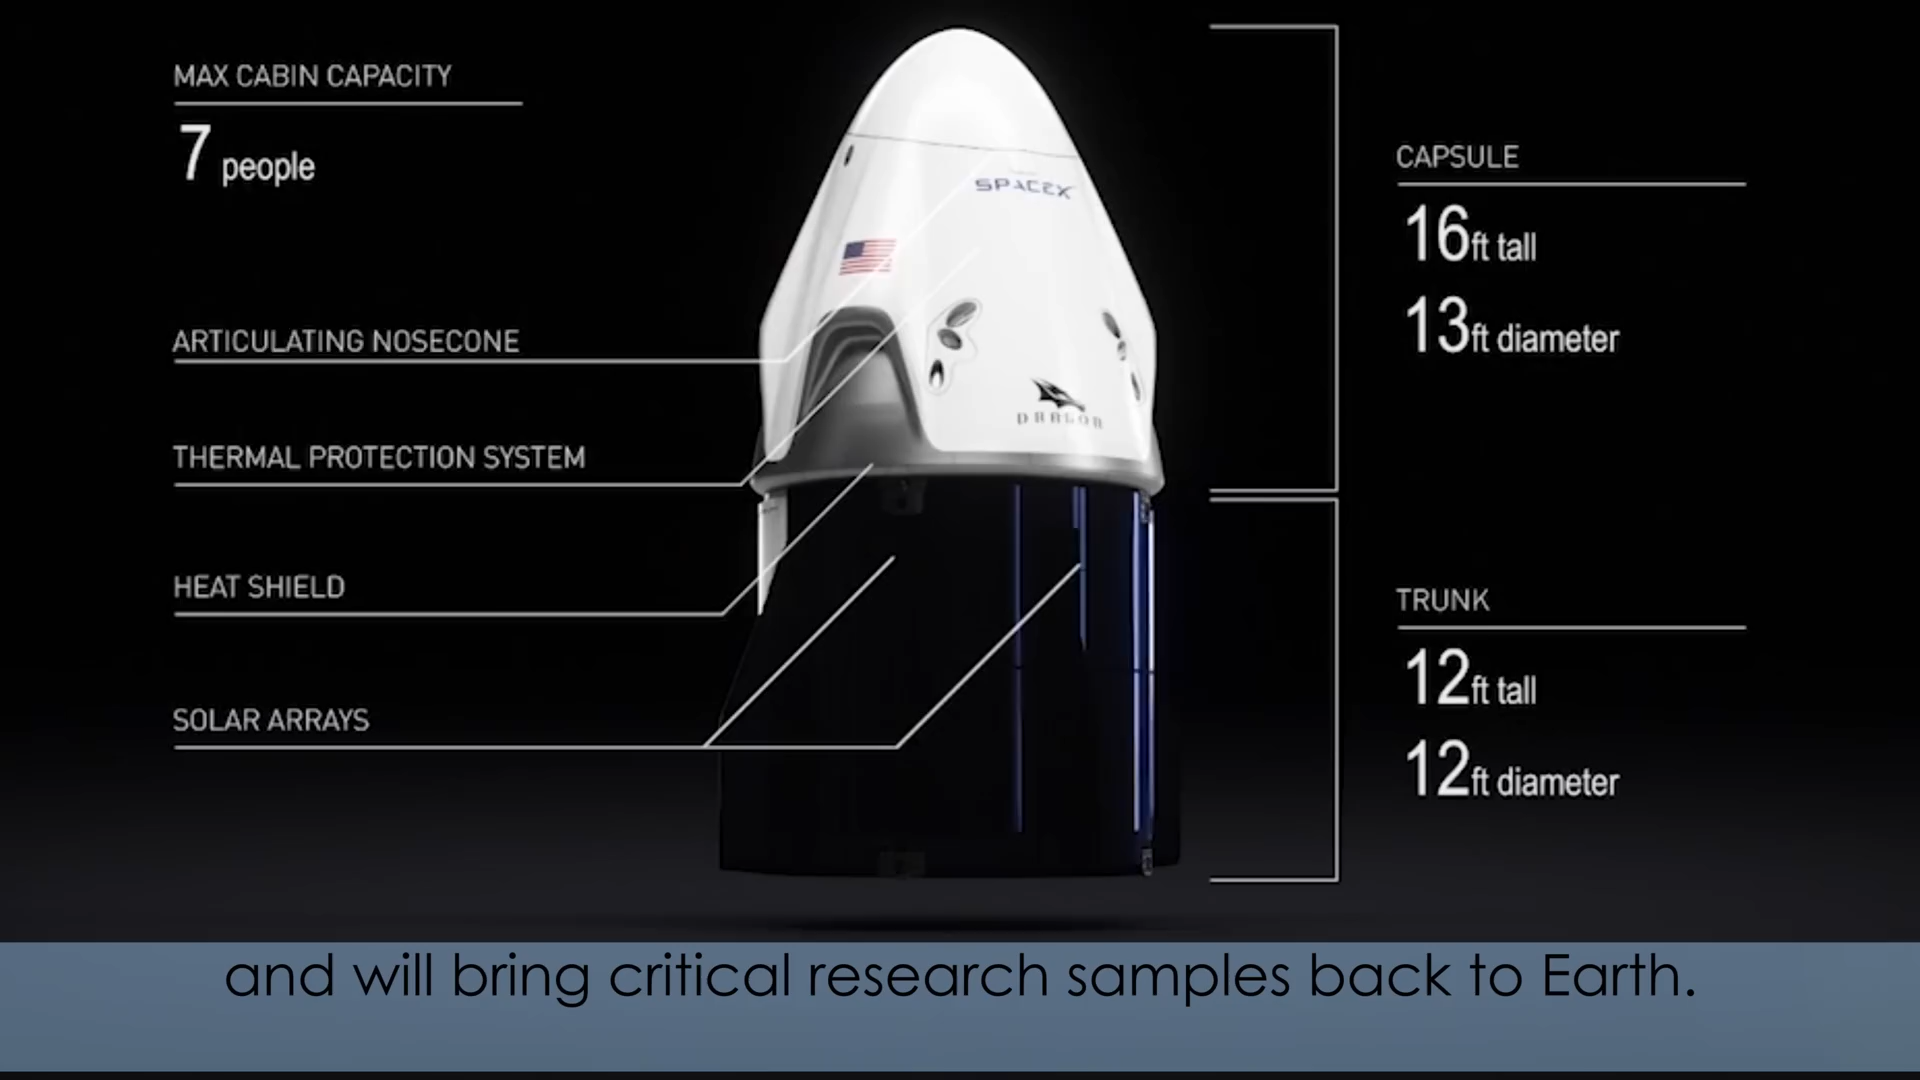 MAX CABIN CAPACITY
7 people
ARTICULATING NOSECONE
THERMAL PROTECTION SYSTEM
HEAT SHIELD
SOLAR ARRAYS
SPACEX
DRAGON
CAPSULE
16ft tall
13ft diameter
TRUNK
12ft tall
12ft diameter
and will bring critical research samples back to Earth.